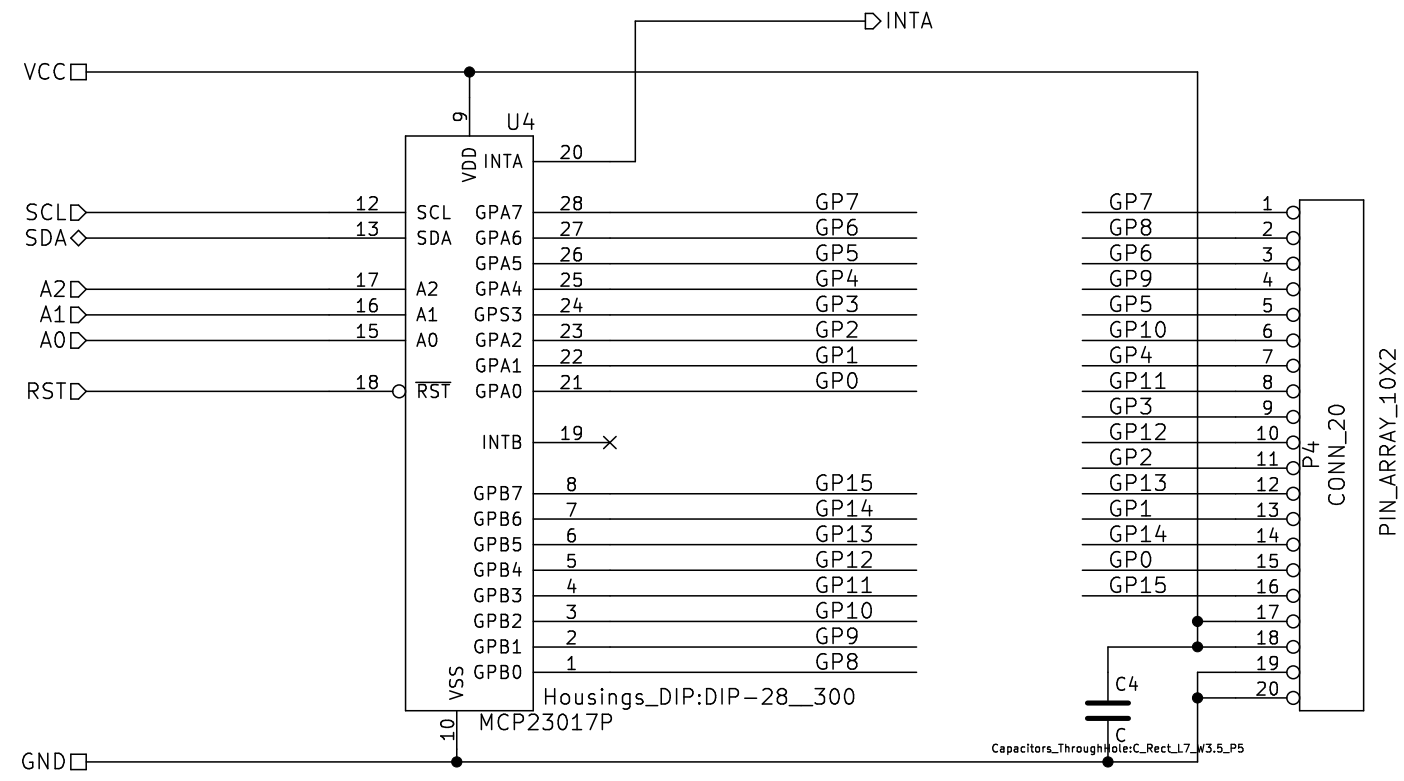 INTA
VCC
9
U4
VDD
INTA 20
SCL 12 SCL GPA7 28 GP7 GP7 1
SDA 13 SDA GPA6 27 GP6 GP8 2
GPA5 26 GP5 GP6 3
A2 17 A2 GPA4 25 GP4 GP9 4
A1 16 A1 GPS3 24 GP3 GP5 5
A0 15 A0 GPA2 23 GP2 GP10 6
GPA1 22 GP1 GP4 7
RST 18 RST GPA0 21 GP0 GP11 8
GP3 9
INTB 19 GP12 10
GP2 11
GPB7 8 GP15 GP13 12
GPB6 7 GP14 GP1 13
GPB5 6 GP13 GP14 14
GPB4 5 GP12 GP0 15
GPB3 4 GP11 GP15 16
GPB2 3 GP10 17
GPB1 2 GP9 18
GPB0 1 GP8 19
20
P4
CONN_20
PIN_ARRAY_10X2
VSS
10
Housings_DIP:DIP-28__300
MCP23017P
C4
C
Capacitors_ThroughHole:C_Rect_L7_W3.5_P5
GND